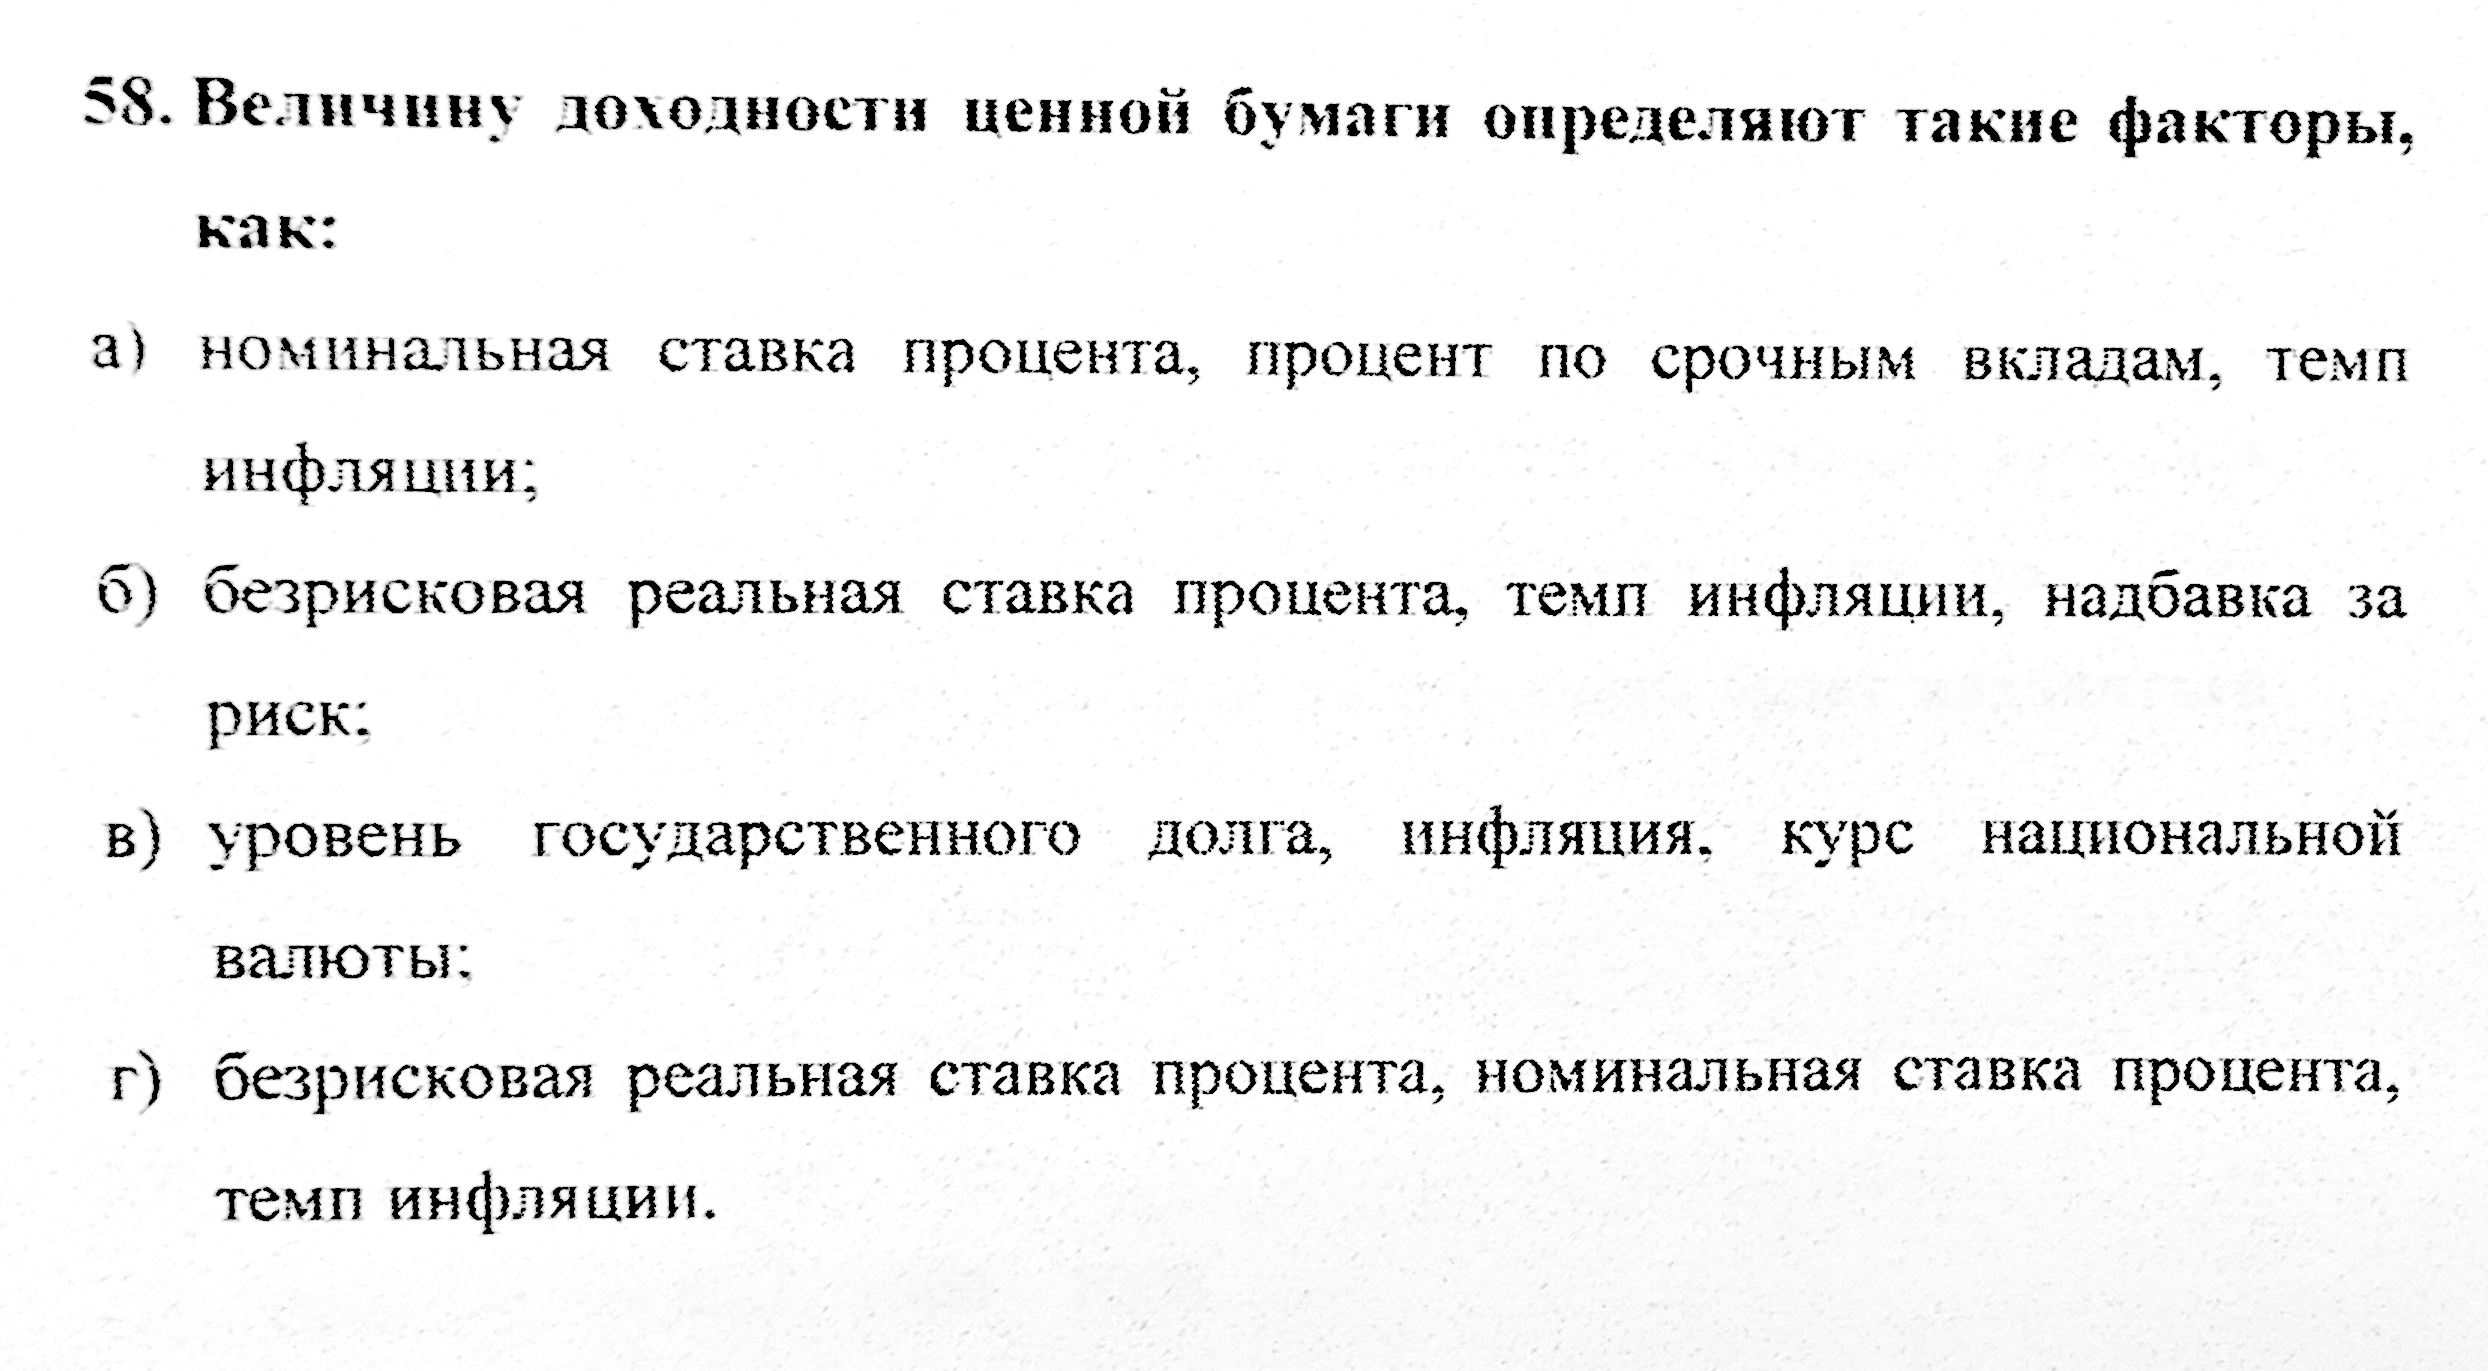 58. Величину доходности ценной бумаги определяют такие факторы,
как:
а) номинальная ставка процента, процент по срочным вкладам, темп
инфляции;
б) безрисковая реальная ставка процента, темп инфляции, надбавка за
риск;
в) уровень государственного долга, инфляция, курс национальной
валюты;
г) безрисковая реальная ставка процента, номинальная ставка процента,
темп инфляции.